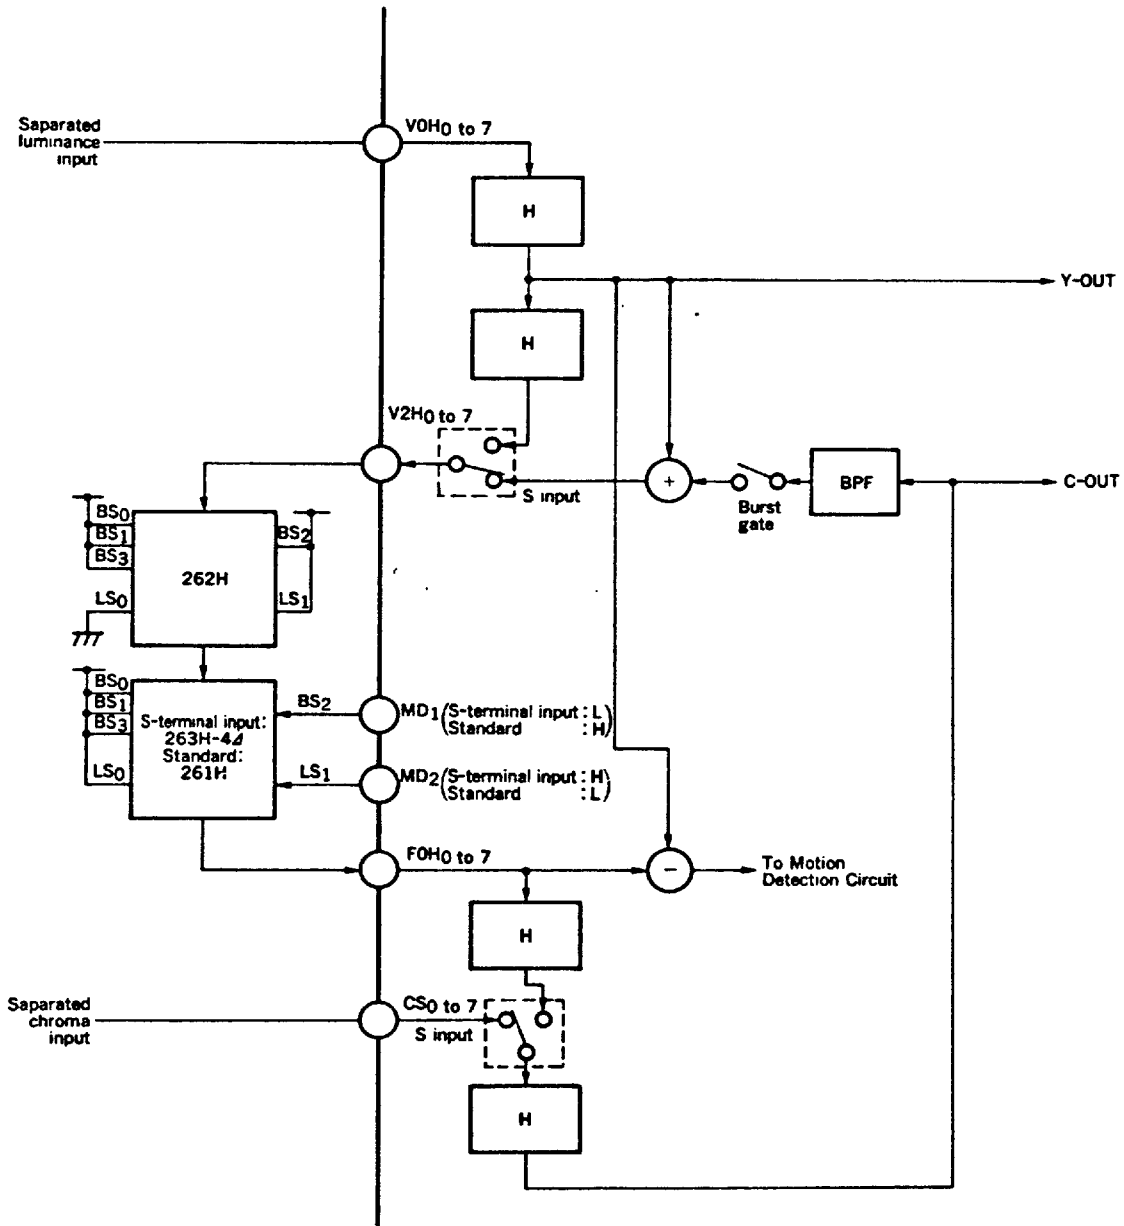 Saparated
luminance
input
V0H0 to 7
H
Y-OUT
H
V2H0 to 7
S input
+
Burst
gate
BPF
C-OUT
BS0
BS1
BS3
LS0
262H
BS2
LS1
BS0
BS1
BS3
LS0
S-terminal input:
263H-4⊿
Standard:
261H
BS2
MD1 (S-terminal input : L)
(Standard : H)
LS1
MD2 (S-terminal input : H)
(Standard : L)
F0H0 to 7
−
To Motion
Detection Circuit
H
Saparated
chroma
input
CS0 to 7
S input
H